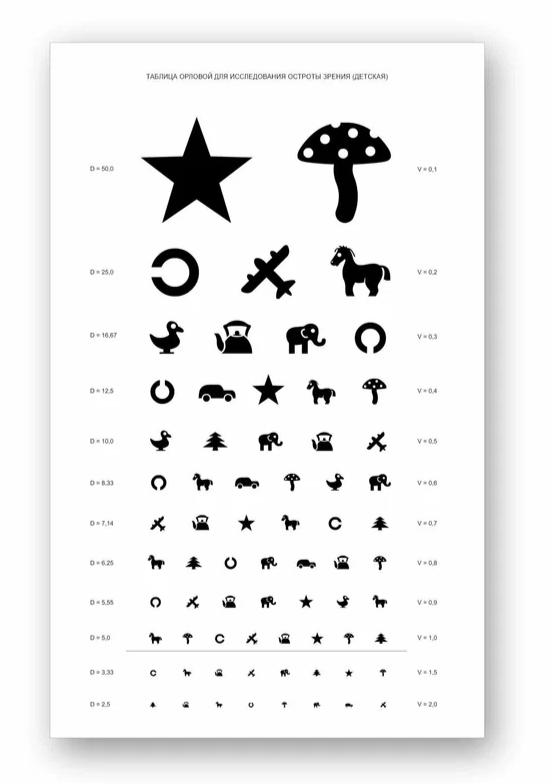 ТАБЛИЦА ОРЛОВОЙ ДЛЯ ИССЛЕДОВАНИЯ ОСТРОТЫ ЗРЕНИЯ (ДЕТСКАЯ)
D = 50,0 V = 0,1
D = 25,0 V = 0,2
D = 16,67 V = 0,3
D = 12,5 V = 0,4
D = 10,0 V = 0,5
D = 8,33 V = 0,6
D = 7,14 V = 0,7
D = 6,25 V = 0,8
D = 5,55 V = 0,9
D = 5,0 V = 1,0
D = 3,33 V = 1,5
D = 2,5 V = 2,0